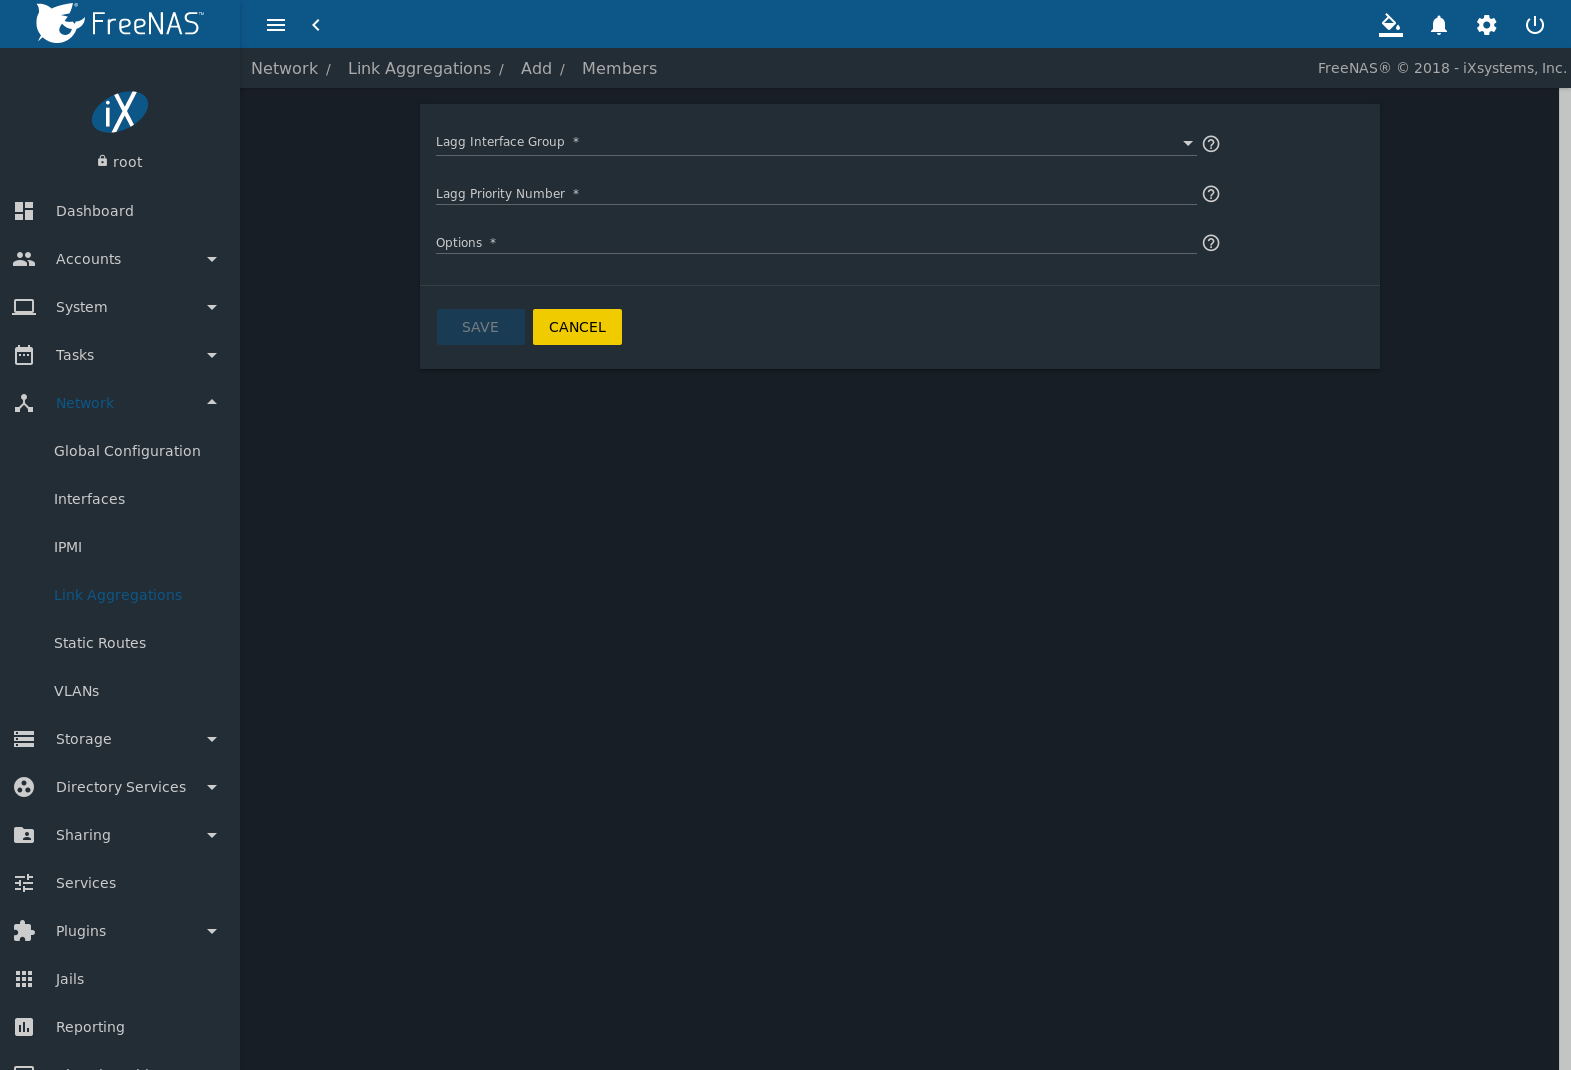 FreeNAS™
Network / Link Aggregations / Add / Members
FreeNAS® © 2018 - iXsystems, Inc.
iX
root
Dashboard
Accounts
System
Tasks
Network
Global Configuration
Interfaces
IPMI
Link Aggregations
Static Routes
VLANs
Storage
Directory Services
Sharing
Services
Plugins
Jails
Reporting
Lagg Interface Group *
Lagg Priority Number *
Options *
SAVE
CANCEL